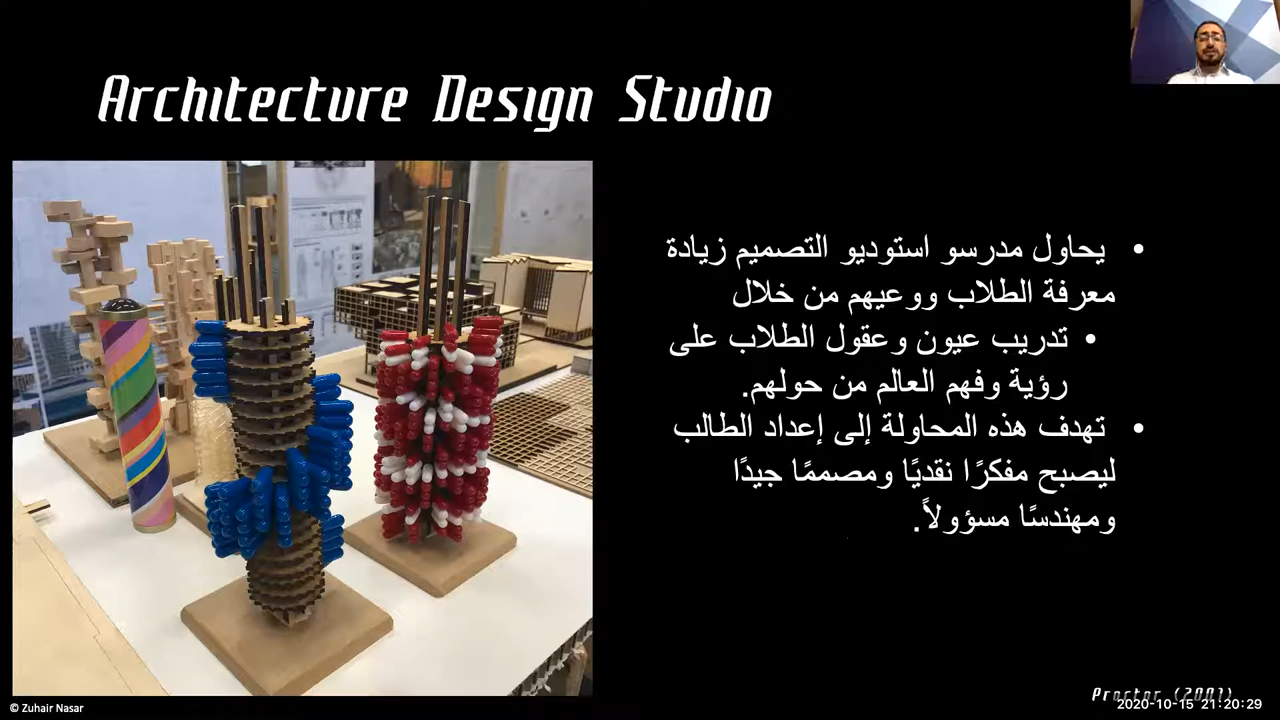 Architecture Design Studio
• يحاول مدرسو استوديو التصميم زيادة
معرفة الطلاب ووعيهم من خلال
• تدريب عيون وعقول الطلاب على
رؤية وفهم العالم من حولهم.
• تهدف هذه المحاولة إلى إعداد الطالب
ليصبح مفكرًا نقديًا ومصممًا جيدًا
ومهندسًا مسؤولاً.
Proctor (2001)
2020-10-15 21:20:29
© Zuhair Nasar